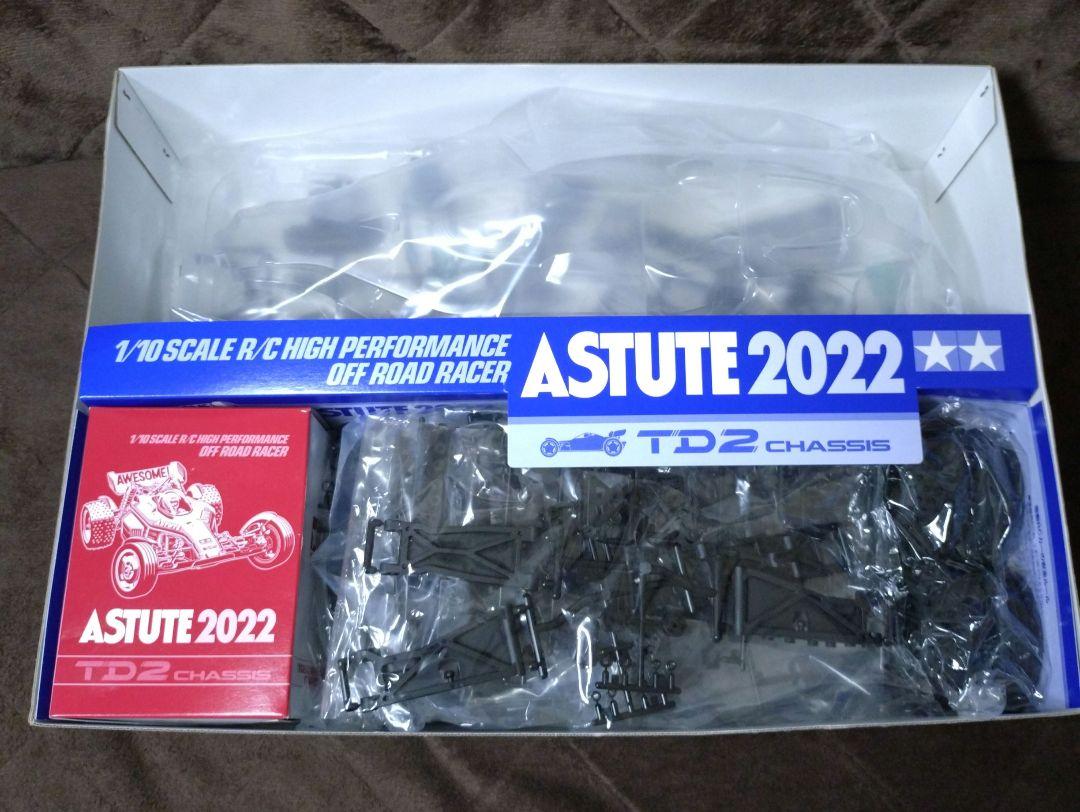 1/10 SCALE R/C HIGH PERFORMANCE
OFF ROAD RACER
ASTUTE 2022
TD2 CHASSIS
1/10 SCALE R/C HIGH PERFORMANCE
OFF ROAD RACER
AWESOME!
ASTUTE
ASTUTE 2022
TD2 CHASSIS